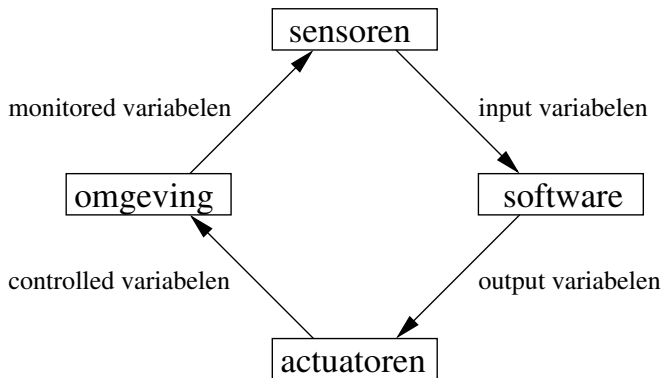 sensoren
monitored variabelen
input variabelen
omgeving
software
controlled variabelen
output variabelen
actuatoren